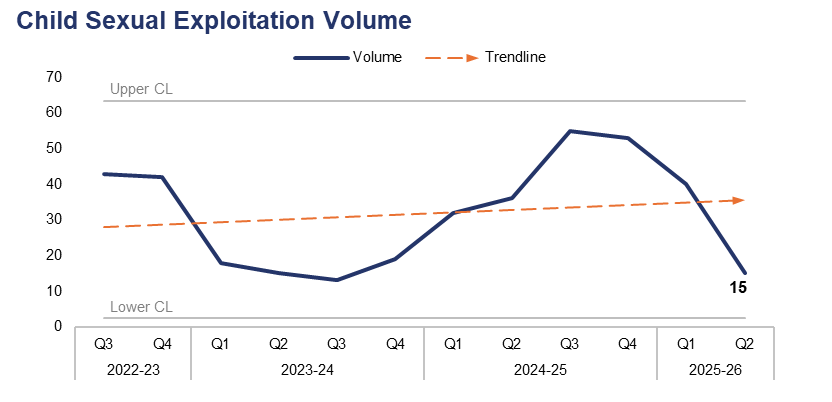 Child Sexual Exploitation Volume
Volume Trendline
70
Upper CL
60
50
40
30
20
10
15
Lower CL
0
Q3 Q4 Q1 Q2 Q3 Q4 Q1 Q2 Q3 Q4 Q1 Q2
2022-23 2023-24 2024-25 2025-26